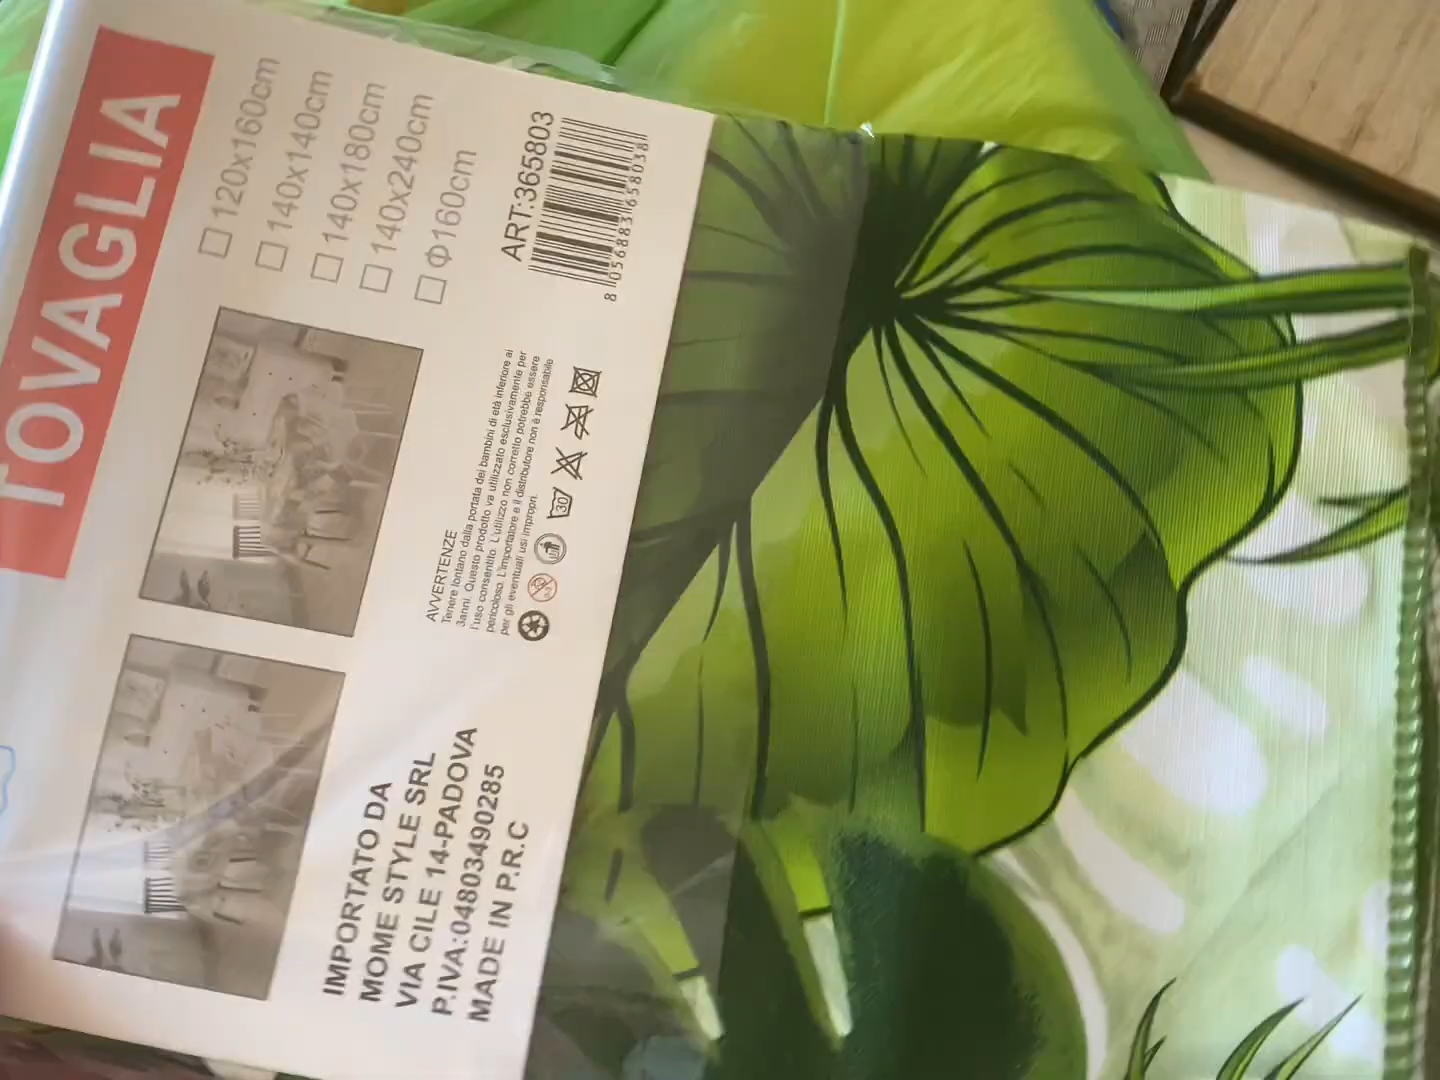 TOVAGLIA
120x160cm
140x140cm
140x180cm
140x240cm
Φ160cm
ART:365803
8 056883 658038
AVVERTENZE
Tenere lontano dalla portata dei bambini di età inferiore ai
3anni. Questo prodotto va utilizzato esclusivamente per
l'uso consentito. L'utilizzo non corretto potrebbe essere
pericoloso. L'importatore e il distributore non è responsabile
per gli eventuali usi impropri.
30
IMPORTATO DA
MOME STYLE SRL
VIA CILE 14-PADOVA
P.IVA:04803490285
MADE IN P.R.C